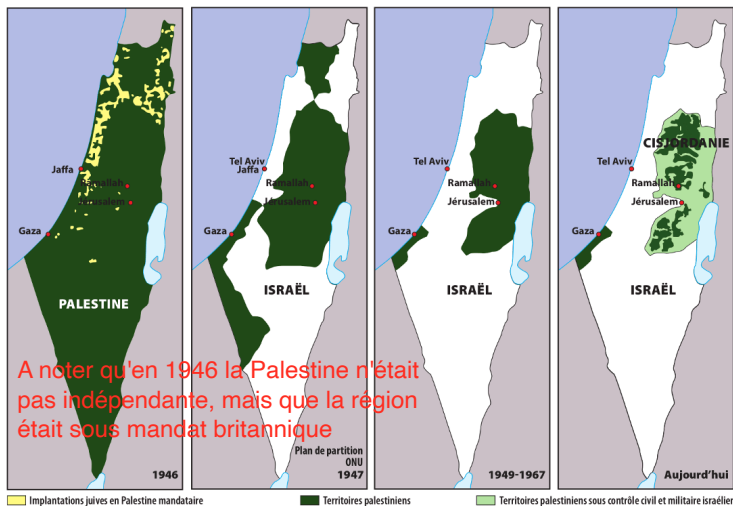 Jaffa
Ramallah
Jérusalem
Gaza
PALESTINE
1946
Tel Aviv
Jaffa
Ramallah
Jérusalem
Gaza
ISRAËL
Plan de partition
ONU
1947
Tel Aviv
Ramallah
Jérusalem
Gaza
ISRAËL
1949-1967
CISJORDANIE
Tel Aviv
Ramallah
Jérusalem
Gaza
ISRAËL
Aujourd'hui
A noter qu'en 1946 la Palestine n'était
pas indépendante, mais que la région
était sous mandat britannique
Implantations juives en Palestine mandataire
Territoires palestiniens
Territoires palestiniens sous contrôle civil et militaire israélien